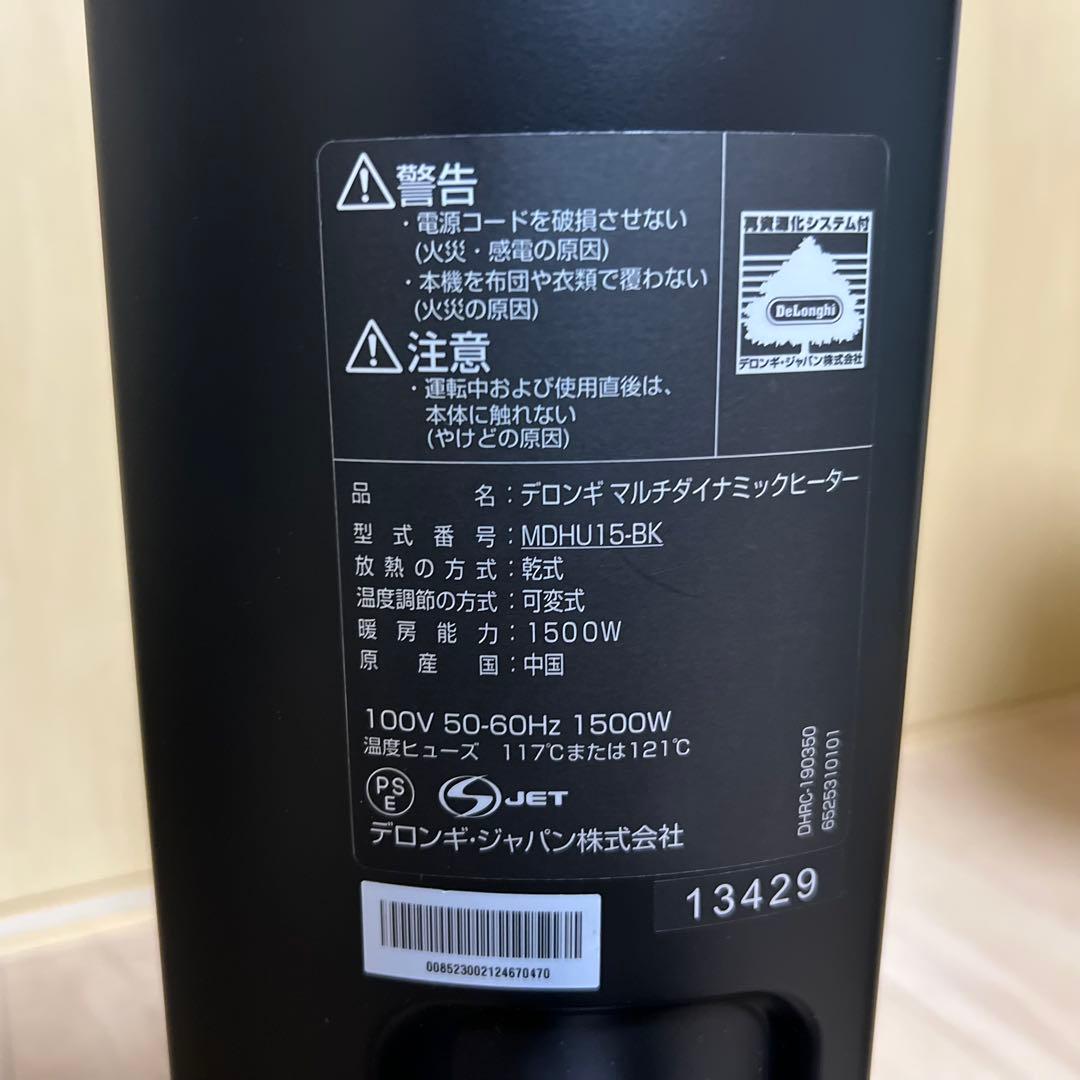 警告
・電源コードを破損させない
(火災・感電の原因)
・本機を布団や衣類で覆わない
(火災の原因)
注意
・運転中および使用直後は、
本体に触れない
(やけどの原因)
再資源化システム付
DeLonghi
デロンギ・ジャパン株式会社
品名：デロンギ マルチダイナミックヒーター
型式番号：MDHU15-BK
放熱の方式：乾式
温度調節の方式：可変式
暖房能力：1500W
原産国：中国
100V 50-60Hz 1500W
温度ヒューズ 117℃または121℃
PSE
JET
デロンギ・ジャパン株式会社
DHRC-190350
6525310101
13429
008523002124670470